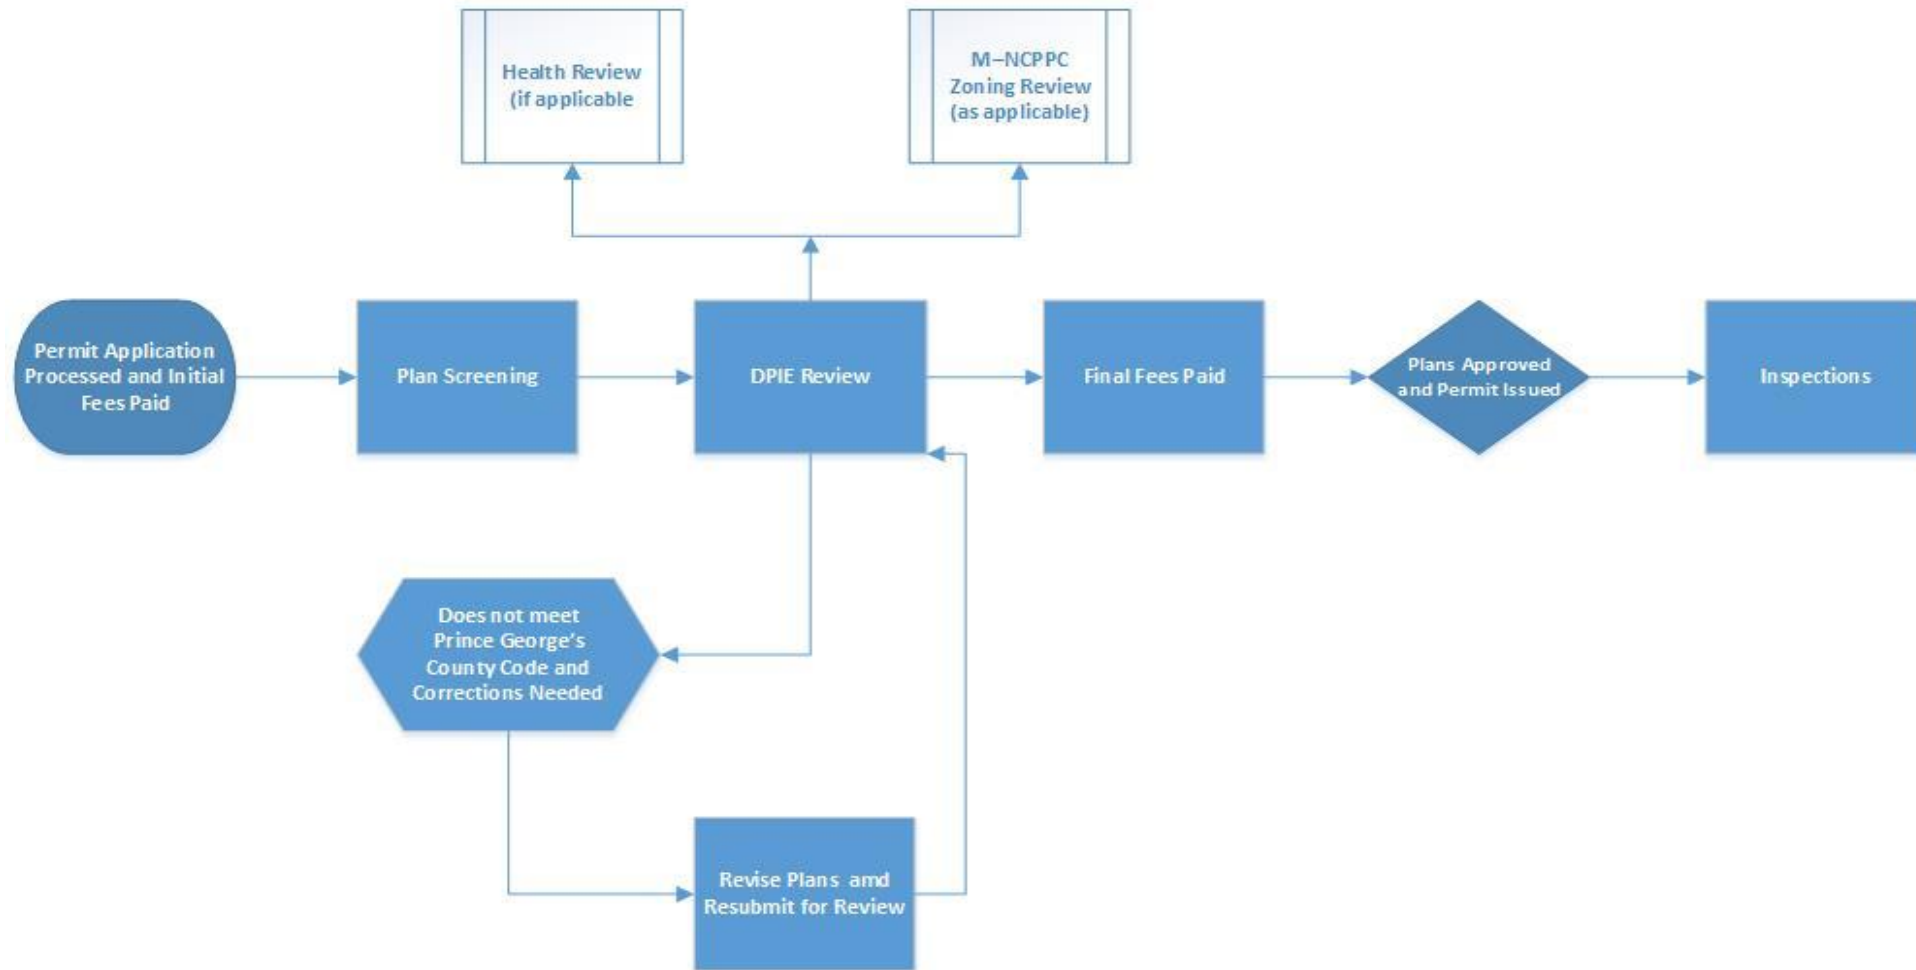 Health Review
(if applicable
M–NCPPC
Zoning Review
(as applicable)
Permit Application
Processed and Initial
Fees Paid
Plan Screening
DPIE Review
Final Fees Paid
Plans Approved
and Permit Issued
Inspections
Does not meet
Prince George's
County Code and
Corrections Needed
Revise Plans amd
Resubmit for Review